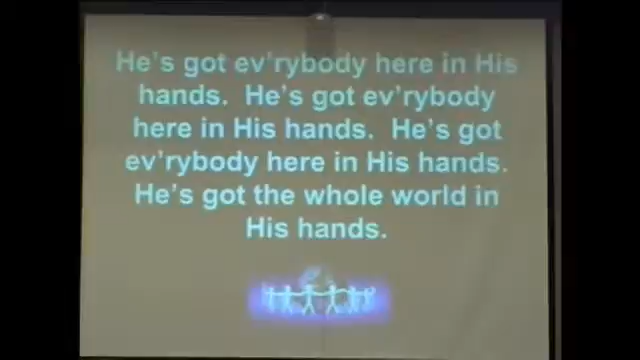 He's got ev'rybody here in His
hands.  He's got ev'rybody
here in His hands.  He's got
ev'rybody here in His hands.
He's got the whole world in
His hands.